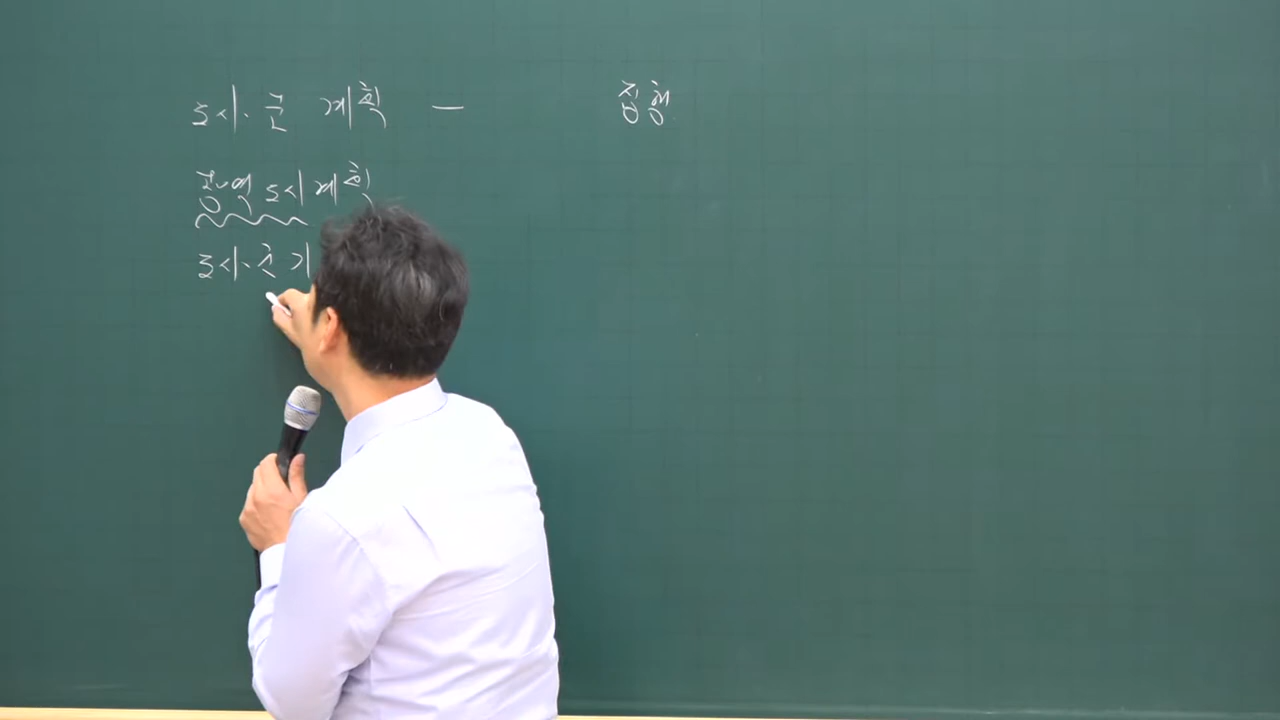 도시·군 계획 — 집행
광역도시계획
도시·군기